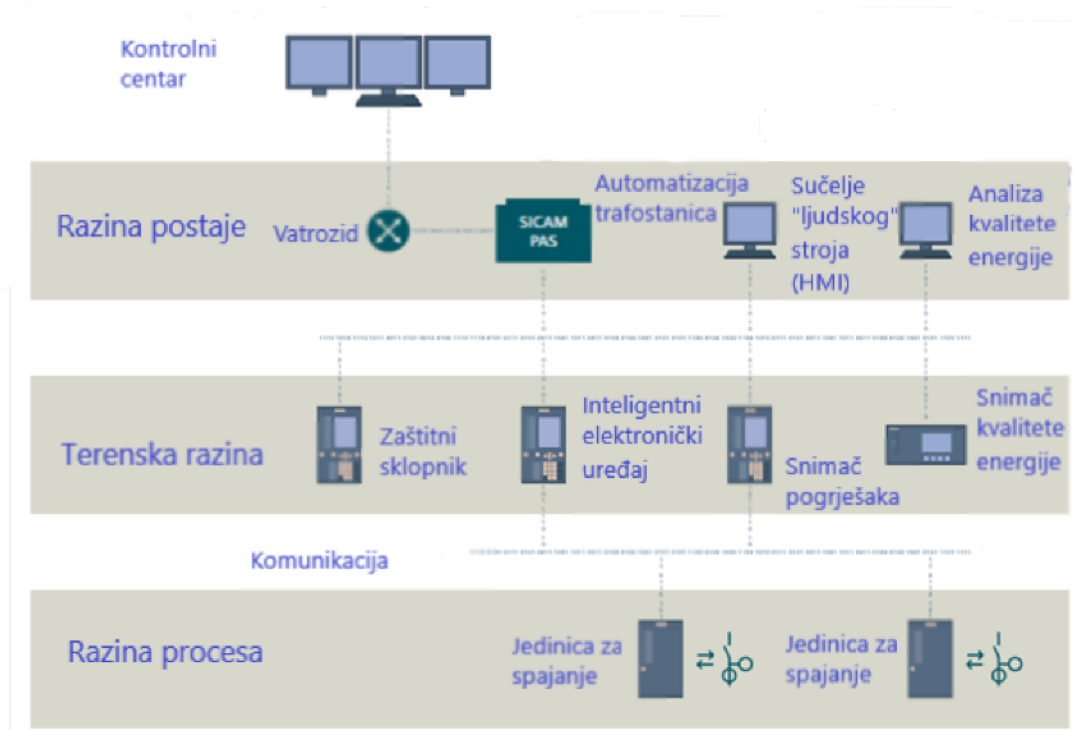 Kontrolni
centar
Razina postaje
Vatrozid
SICAM
PAS
Automatizacija
trafostanica
Sučelje
"ljudskog"
stroja
(HMI)
Analiza
kvalitete
energije
Terenska razina
Zaštitni
sklopnik
Inteligentni
elektronički
uređaj
Snimač
pogrješaka
Snimač
kvalitete
energije
Komunikacija
Razina procesa
Jedinica za
spajanje
Jedinica za
spajanje